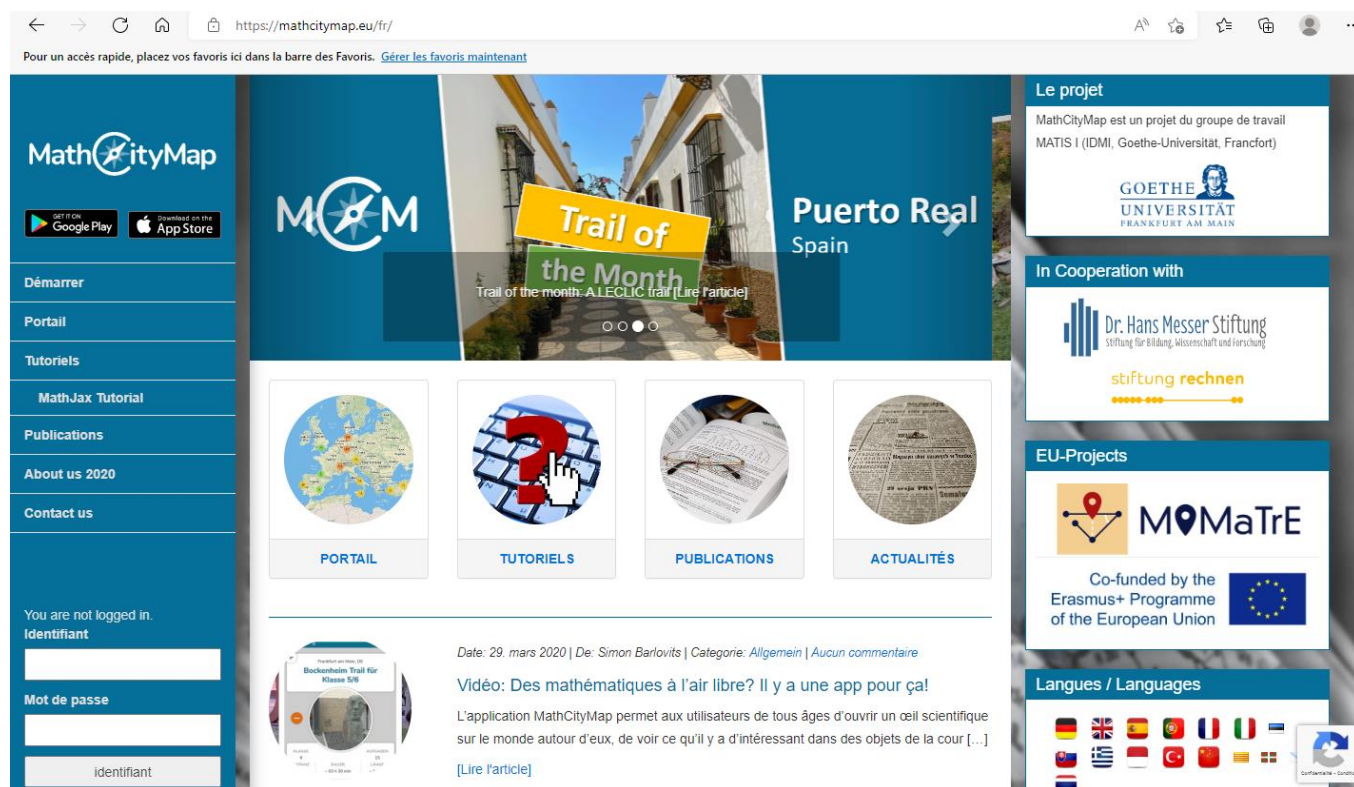 https://mathcitymap.eu/fr/
Pour un accès rapide, placez vos favoris ici dans la barre des Favoris. Gérer les favoris maintenant
MathCityMap
GET IT ON
Google Play
Download on the
App Store
Démarrer
Portail
Tutoriels
MathJax Tutorial
Publications
About us 2020
Contact us
You are not logged in.
Identifiant
Mot de passe
identifiant
MCM
Trail of
the Month
Puerto Real
Spain
Trail of the month: A LECLIC trail [Lire l'article]
PORTAIL
TUTORIELS
PUBLICATIONS
ACTUALITÉS
Frankfurt am Main, DE
Bockenheim Trail für
Klasse 5/6
Date: 29. mars 2020 | De: Simon Barlovits | Categorie: Allgemein | Aucun commentaire
Vidéo: Des mathématiques à l'air libre? Il y a une app pour ça!
L'application MathCityMap permet aux utilisateurs de tous âges d'ouvrir un œil scientifique
sur le monde autour d'eux, de voir ce qu'il y a d'intéressant dans des objets de la cour […]
[Lire l'article]
Le projet
MathCityMap est un projet du groupe de travail
MATIS I (IDMI, Goethe-Universität, Francfort)
GOETHE
UNIVERSITÄT
FRANKFURT AM MAIN
In Cooperation with
Dr. Hans Messer Stiftung
Stiftung für Bildung, Wissenschaft und Forschung
stiftung rechnen
EU-Projects
MOMaTrE
Co-funded by the
Erasmus+ Programme
of the European Union
Langues / Languages
Confidentialité - Conditio